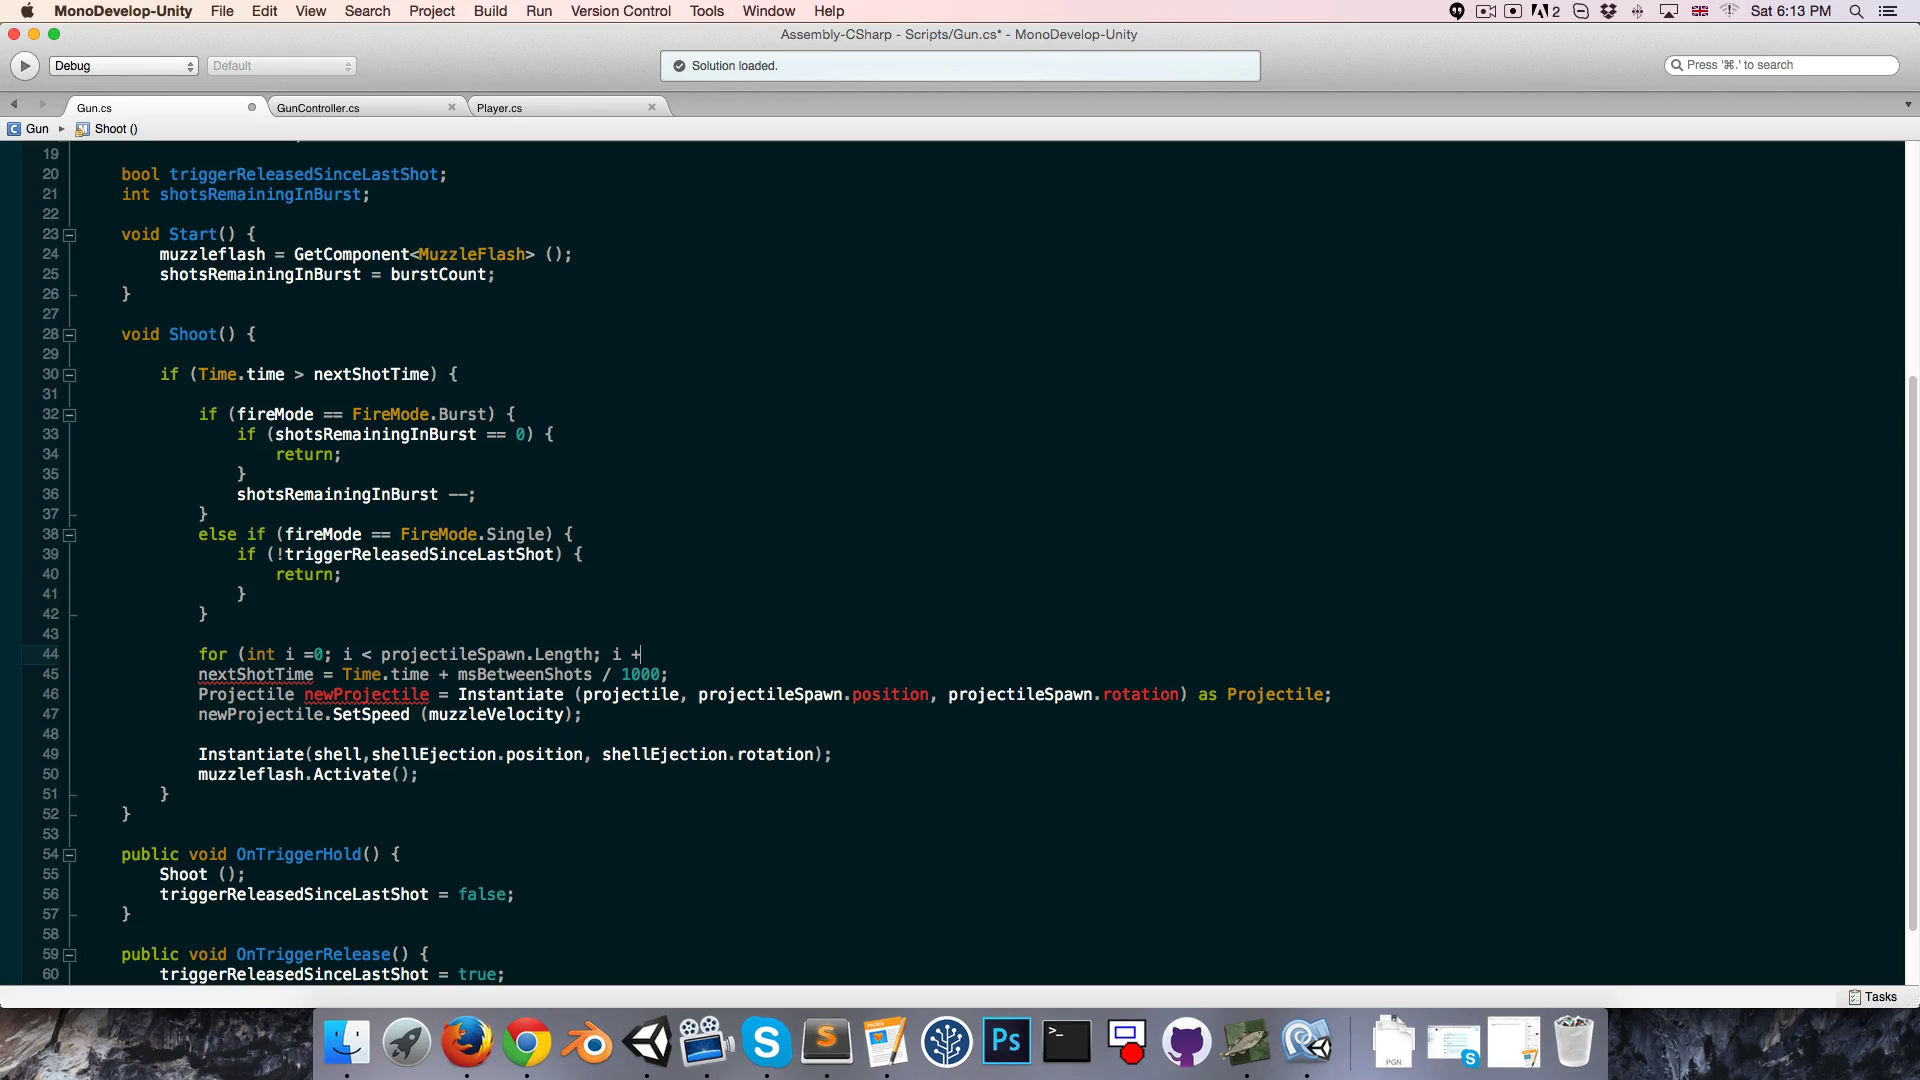 MonoDevelop-Unity File Edit View Search Project Build Run Version Control Tools Window Help 2 Sat 6:13 PM
Assembly-CSharp - Scripts/Gun.cs* - MonoDevelop-Unity
Debug Default Solution loaded. Press '⌘.' to search
Gun.cs GunController.cs Player.cs
C Gun Shoot ()
19
20 bool triggerReleasedSinceLastShot;
21 int shotsRemainingInBurst;
22
23 void Start() {
24 muzzleflash = GetComponent<MuzzleFlash> ();
25 shotsRemainingInBurst = burstCount;
26 }
27
28 void Shoot() {
29
30 if (Time.time > nextShotTime) {
31
32 if (fireMode == FireMode.Burst) {
33 if (shotsRemainingInBurst == 0) {
34 return;
35 }
36 shotsRemainingInBurst --;
37 }
38 else if (fireMode == FireMode.Single) {
39 if (!triggerReleasedSinceLastShot) {
40 return;
41 }
42 }
43
44 for (int i =0; i < projectileSpawn.Length; i +
45 nextShotTime = Time.time + msBetweenShots / 1000;
46 Projectile newProjectile = Instantiate (projectile, projectileSpawn.position, projectileSpawn.rotation) as Projectile;
47 newProjectile.SetSpeed (muzzleVelocity);
48
49 Instantiate(shell,shellEjection.position, shellEjection.rotation);
50 muzzleflash.Activate();
51 }
52 }
53
54 public void OnTriggerHold() {
55 Shoot ();
56 triggerReleasedSinceLastShot = false;
57 }
58
59 public void OnTriggerRelease() {
60 triggerReleasedSinceLastShot = true;
Tasks
S S Ps PGN S